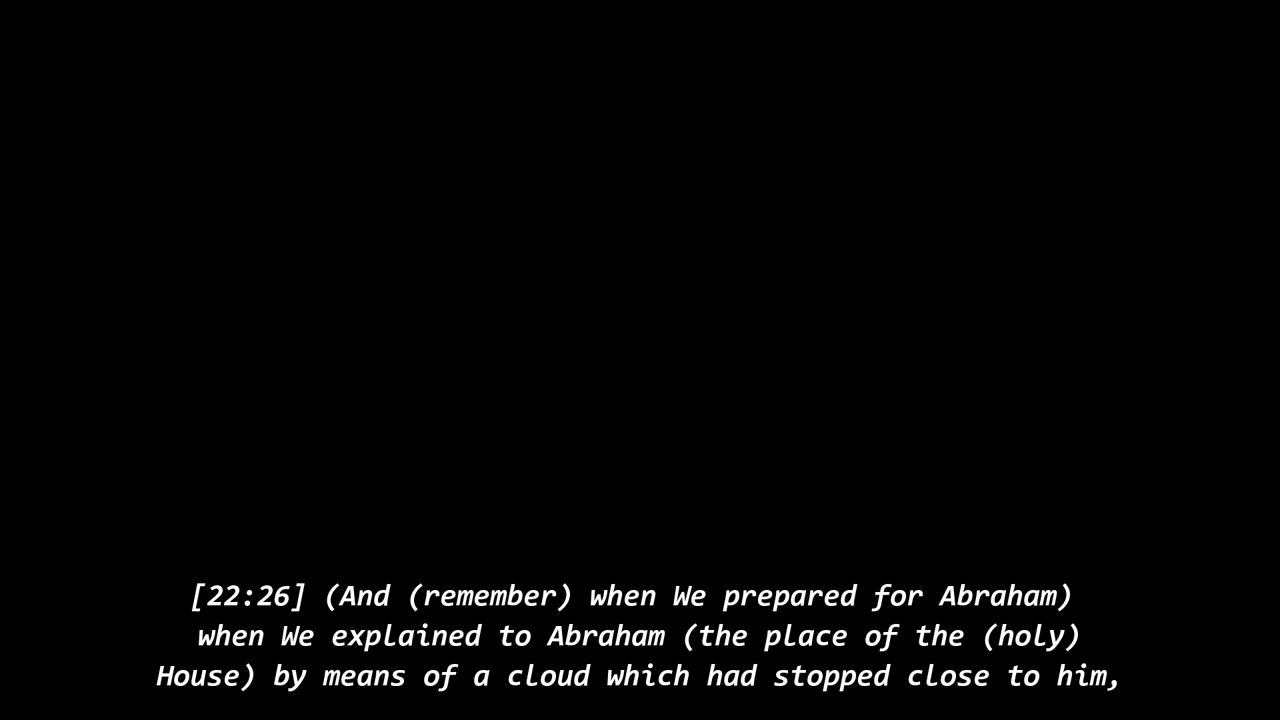 [22:26] (And (remember) when We prepared for Abraham)
when We explained to Abraham (the place of the (holy)
House) by means of a cloud which had stopped close to him,